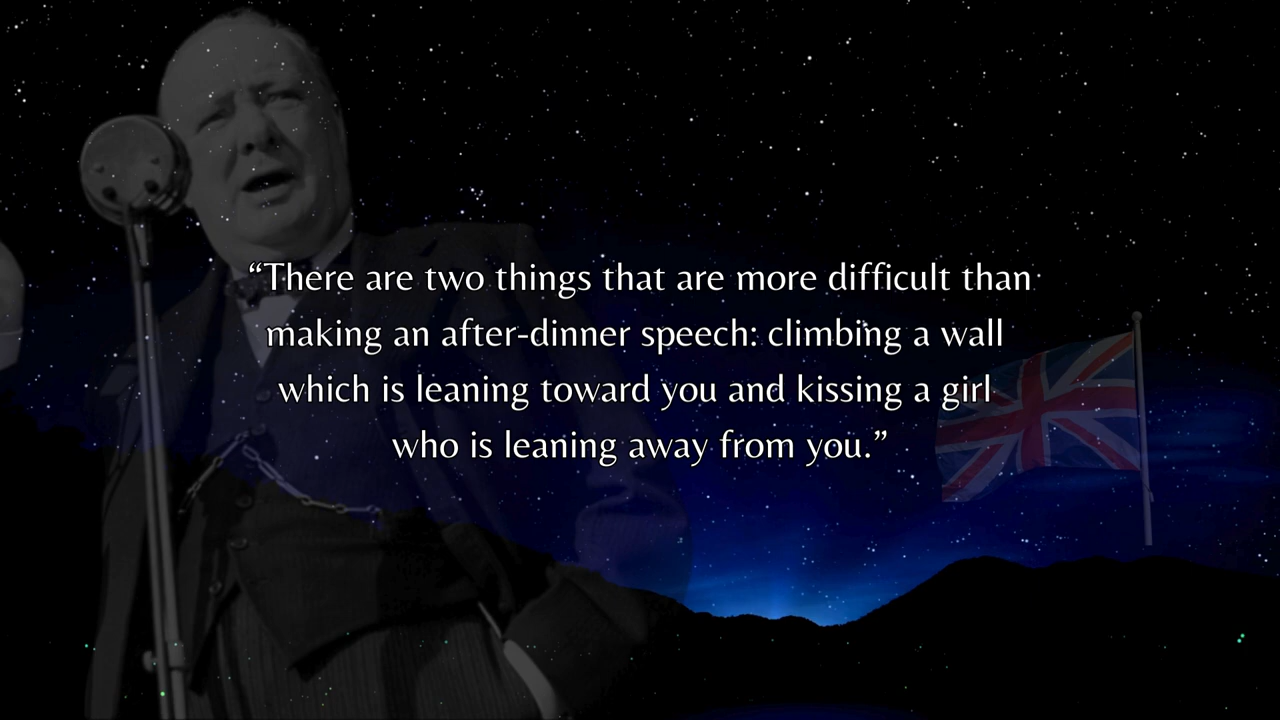 “There are two things that are more difficult than
making an after-dinner speech: climbing a wall
which is leaning toward you and kissing a girl
who is leaning away from you.”